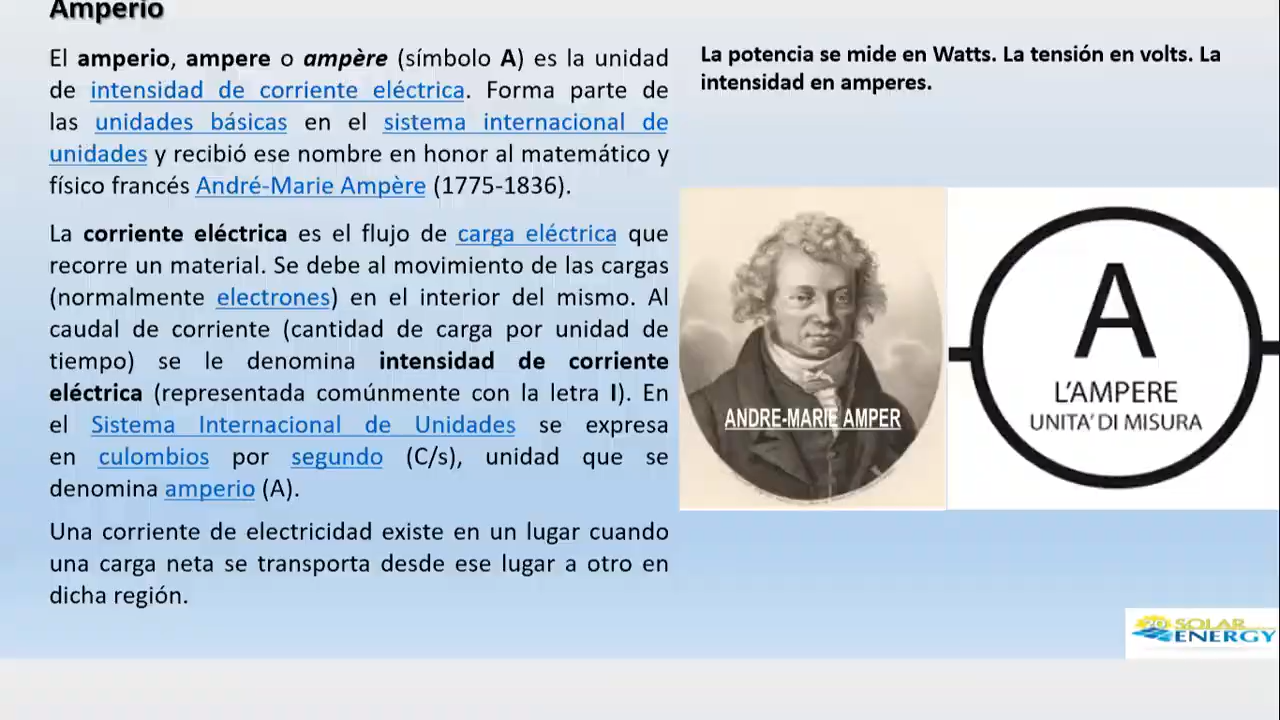 Amperio
El amperio, ampere o ampère (símbolo A) es la unidad
de intensidad de corriente eléctrica. Forma parte de
las unidades básicas en el sistema internacional de
unidades y recibió ese nombre en honor al matemático y
físico francés André-Marie Ampère (1775-1836).
La corriente eléctrica es el flujo de carga eléctrica que
recorre un material. Se debe al movimiento de las cargas
(normalmente electrones) en el interior del mismo. Al
caudal de corriente (cantidad de carga por unidad de
tiempo) se le denomina intensidad de corriente
eléctrica (representada comúnmente con la letra I). En
el Sistema Internacional de Unidades se expresa
en culombios por segundo (C/s), unidad que se
denomina amperio (A).
Una corriente de electricidad existe en un lugar cuando
una carga neta se transporta desde ese lugar a otro en
dicha región.
La potencia se mide en Watts. La tensión en volts. La
intensidad en amperes.
ANDRE-MARIE AMPER
A
L'AMPERE
UNITA' DI MISURA
SOLAR
ENERGY